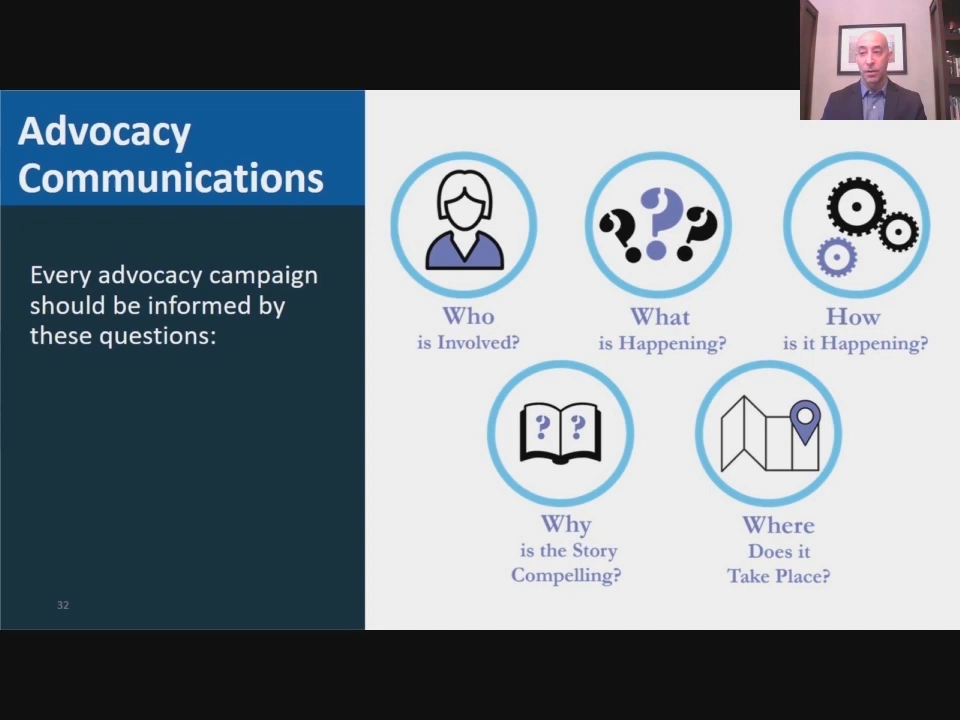 Advocacy
Communications
Every advocacy campaign
should be informed by
these questions:
Who
is Involved?
What
is Happening?
How
is it Happening?
Why
is the Story
Compelling?
Where
Does it
Take Place?
32